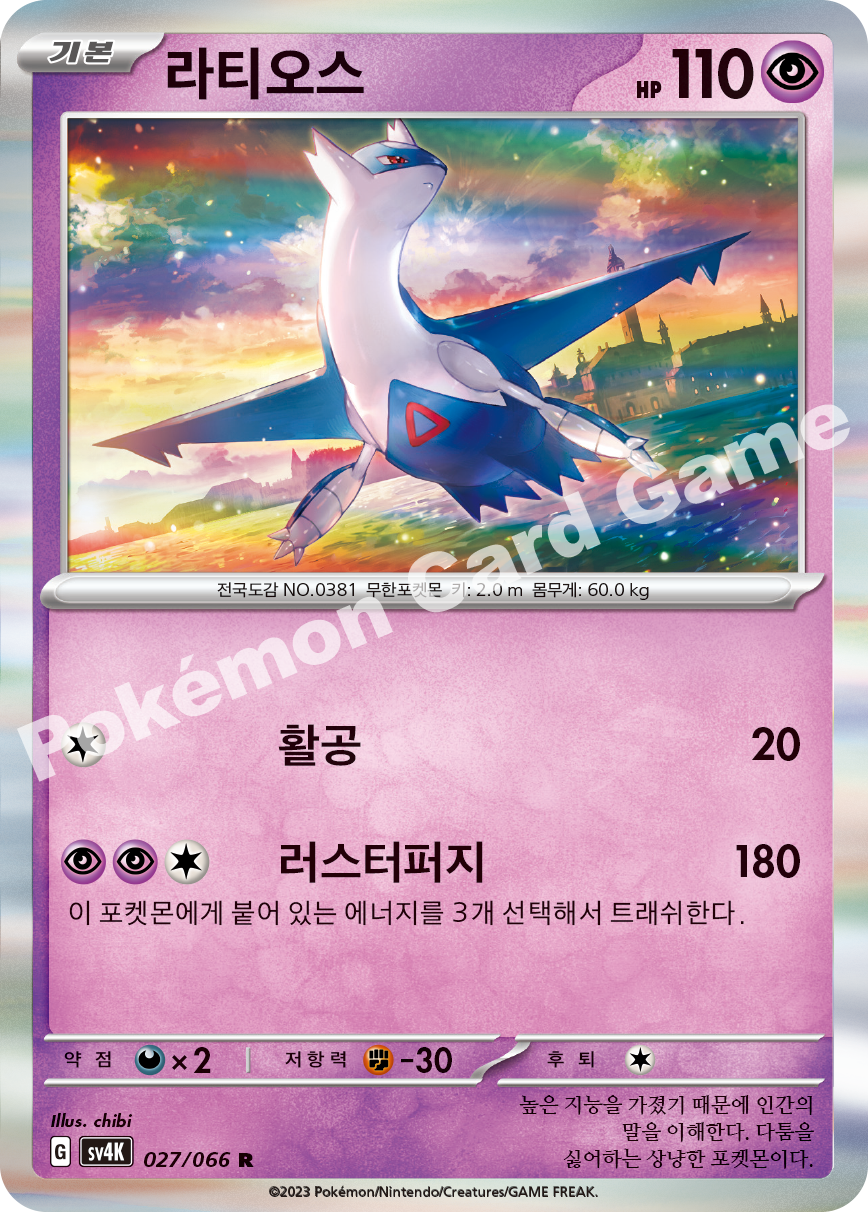 기본 라티오스 HP 110
전국도감 NO.0381 무한포켓몬 키: 2.0 m 몸무게: 60.0 kg
Pokémon Card Game
활공 20
러스터퍼지 180
이 포켓몬에게 붙어 있는 에너지를 3개 선택해서 트래쉬한다.
약점 ×2 저항력 -30 후퇴
높은 지능을 가졌기 때문에 인간의
말을 이해한다. 다툼을
싫어하는 상냥한 포켓몬이다.
Illus. chibi
G sv4K 027/066 R
©2023 Pokémon/Nintendo/Creatures/GAME FREAK.